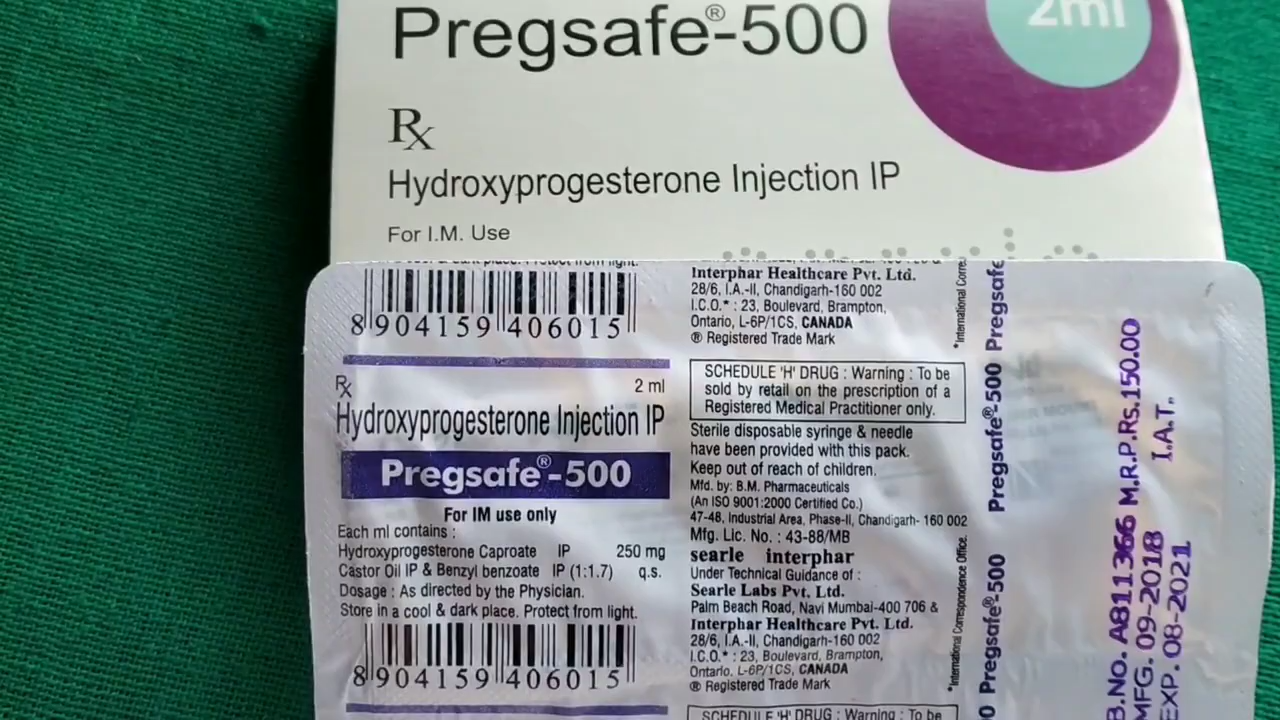 Pregsafe®-500
2ml
Rx
Hydroxyprogesterone Injection IP
For I.M. Use
dark place. Protect from light.
8 904159 406015
Rx
2 ml
Hydroxyprogesterone Injection IP
Pregsafe®-500
For IM use only
Each ml contains :
Hydroxyprogesterone Caproate IP 250 mg
Castor Oil IP & Benzyl benzoate IP (1:1.7) q.s.
Dosage : As directed by the Physician.
Store in a cool & dark place. Protect from light.
8 904159 406015
Interphar Healthcare Pvt. Ltd.
28/6, I.A.-II, Chandigarh-160 002
I.C.O.* : 23, Boulevard, Brampton,
Ontario, L-6P/1CS, CANADA
® Registered Trade Mark
SCHEDULE 'H' DRUG : Warning : To be
sold by retail on the prescription of a
Registered Medical Practitioner only.
Sterile disposable syringe & needle
have been provided with this pack.
Keep out of reach of children.
Mfd. by: B.M. Pharmaceuticals
(An ISO 9001:2000 Certified Co.)
47-48, Industrial Area, Phase-II, Chandigarh- 160 002
Mfg. Lic. No. : 43-88/MB
searle interphar
Under Technical Guidance of :
Searle Labs Pvt. Ltd.
Palm Beach Road, Navi Mumbai-400 706 &
Interphar Healthcare Pvt. Ltd.
28/6, I.A.-II, Chandigarh-160 002
I.C.O.* : 23, Boulevard, Brampton,
Ontario. L-6P/1CS, CANADA
® Registered Trade Mark
SCHEDULE 'H' DRUG : Warning : To be
*International Corre
*International Correspondence Office.
0 Pregsafe®-500 Pregsafe®-500 Pregsafe
B.NO. A811366 M.R.P.Rs.150.00
MFG. 09-2018 I.A.T.
EXP. 08-2021